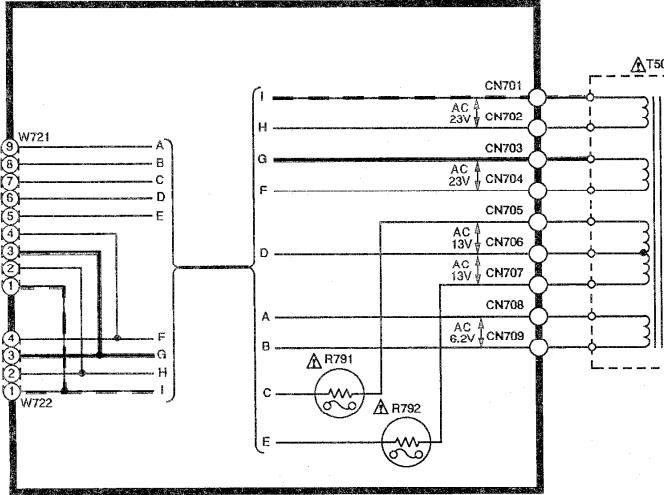 T50
CN701
I
AC
23V
CN702
H
CN703
G
AC
23V
CN704
F
CN705
AC
13V
CN706
D
AC
13V
CN707
CN708
A
AC
6.2V
CN709
B
R791
C
R792
E
W721
9
A
8
B
7
C
6
D
5
E
4
3
2
1
4
F
3
G
2
H
1
I
W722